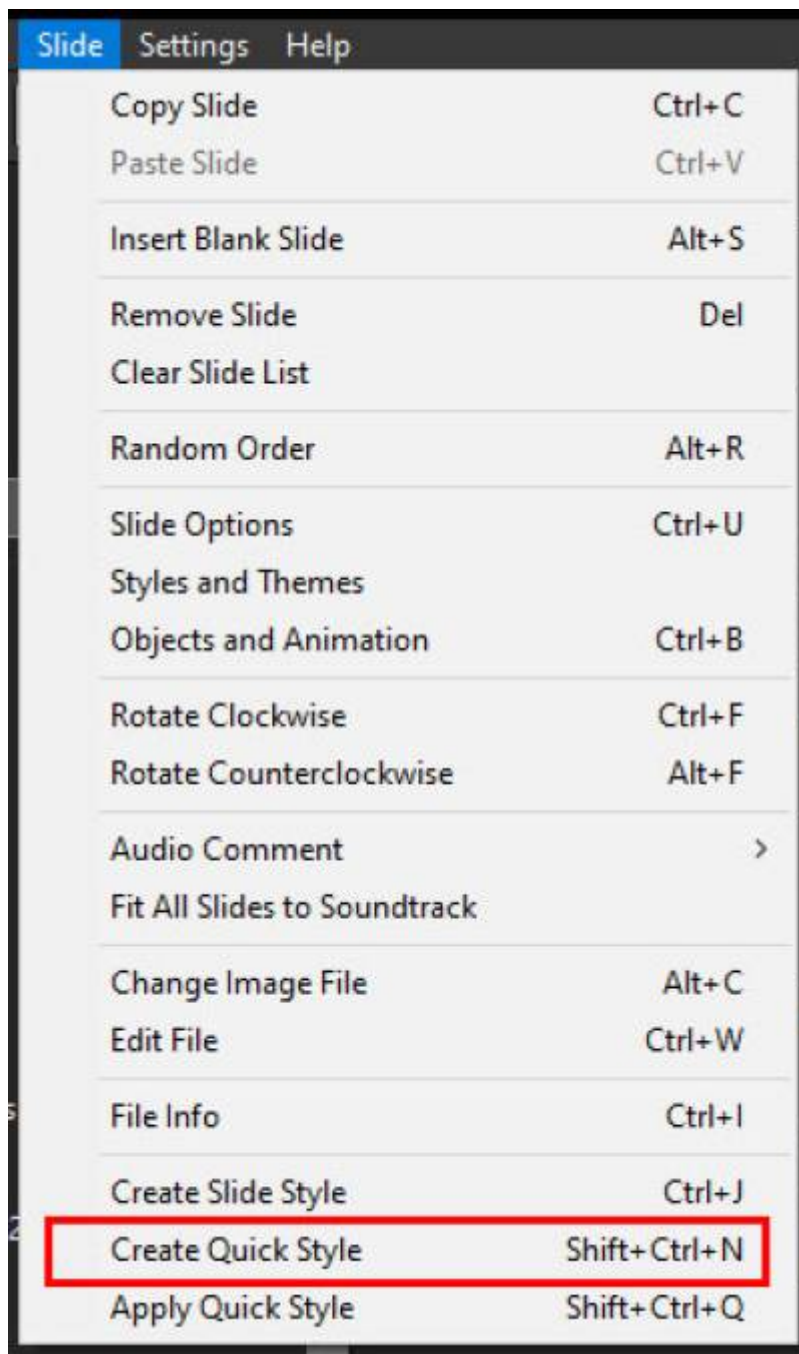 Slide Settings Help
Copy Slide Ctrl+C
Paste Slide Ctrl+V
Insert Blank Slide Alt+S
Remove Slide Del
Clear Slide List
Random Order Alt+R
Slide Options Ctrl+U
Styles and Themes
Objects and Animation Ctrl+B
Rotate Clockwise Ctrl+F
Rotate Counterclockwise Alt+F
Audio Comment >
Fit All Slides to Soundtrack
Change Image File Alt+C
Edit File Ctrl+W
File Info Ctrl+I
Create Slide Style Ctrl+J
Create Quick Style Shift+Ctrl+N
Apply Quick Style Shift+Ctrl+Q